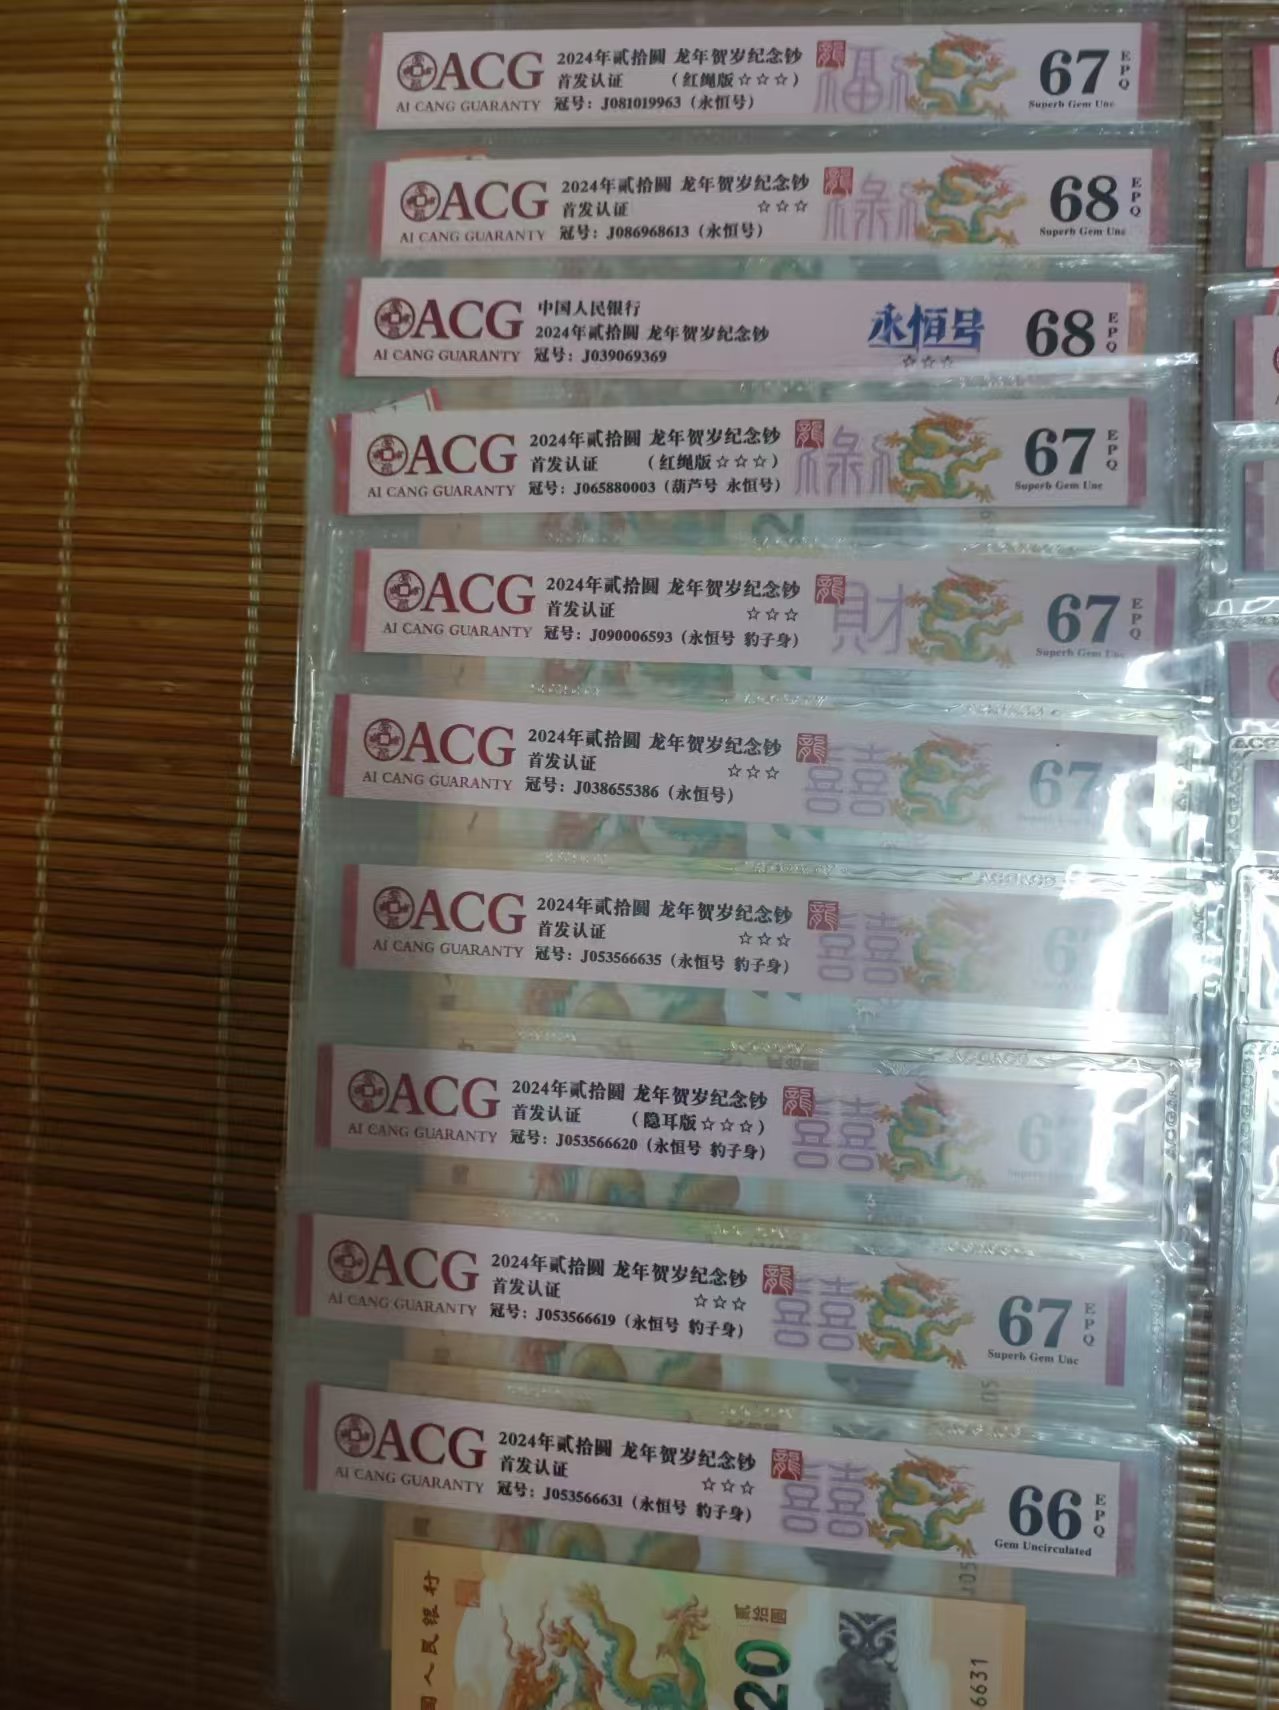 ACG
AI CANG GUARANTY
2024年贰拾圆 龙年贺岁纪念钞
首发认证 (红绳版☆☆☆)
冠号: J081019963 (永恒号)
龍
福
67
EPQ
Superb Gem Unc
ACG
AI CANG GUARANTY
2024年贰拾圆 龙年贺岁纪念钞
首发认证 ☆☆☆
冠号: J086968613 (永恒号)
龍
禄
68
EPQ
Superb Gem Unc
ACG
AI CANG GUARANTY
中国人民银行
2024年贰拾圆 龙年贺岁纪念钞
冠号: J039069369
永恒号
☆☆☆
68
EPQ
ACG
AI CANG GUARANTY
2024年贰拾圆 龙年贺岁纪念钞
首发认证 (红绳版☆☆☆)
冠号: J065880003 (葫芦号 永恒号)
龍
禄
67
EPQ
Superb Gem Unc
ACG
AI CANG GUARANTY
2024年贰拾圆 龙年贺岁纪念钞
首发认证 ☆☆☆
冠号: J090006593 (永恒号 豹子身)
龍
財
67
EPQ
Superb Gem Unc
ACG
AI CANG GUARANTY
2024年贰拾圆 龙年贺岁纪念钞
首发认证 ☆☆☆
冠号: J038655386 (永恒号)
龍
囍
67
ACG
AI CANG GUARANTY
2024年贰拾圆 龙年贺岁纪念钞
首发认证 ☆☆☆
冠号: J053566635 (永恒号 豹子身)
龍
囍
ACG
AI CANG GUARANTY
2024年贰拾圆 龙年贺岁纪念钞
首发认证 (隐耳版☆☆☆)
冠号: J053566620 (永恒号 豹子身)
龍
囍
ACG
AI CANG GUARANTY
2024年贰拾圆 龙年贺岁纪念钞
首发认证 ☆☆☆
冠号: J053566619 (永恒号 豹子身)
龍
囍
67
EPQ
Superb Gem Unc
ACG
AI CANG GUARANTY
2024年贰拾圆 龙年贺岁纪念钞
首发认证 ☆☆☆
冠号: J053566631 (永恒号 豹子身)
龍
囍
66
EPQ
Gem Uncirculated
国人民银行
贰拾圆
20
6631